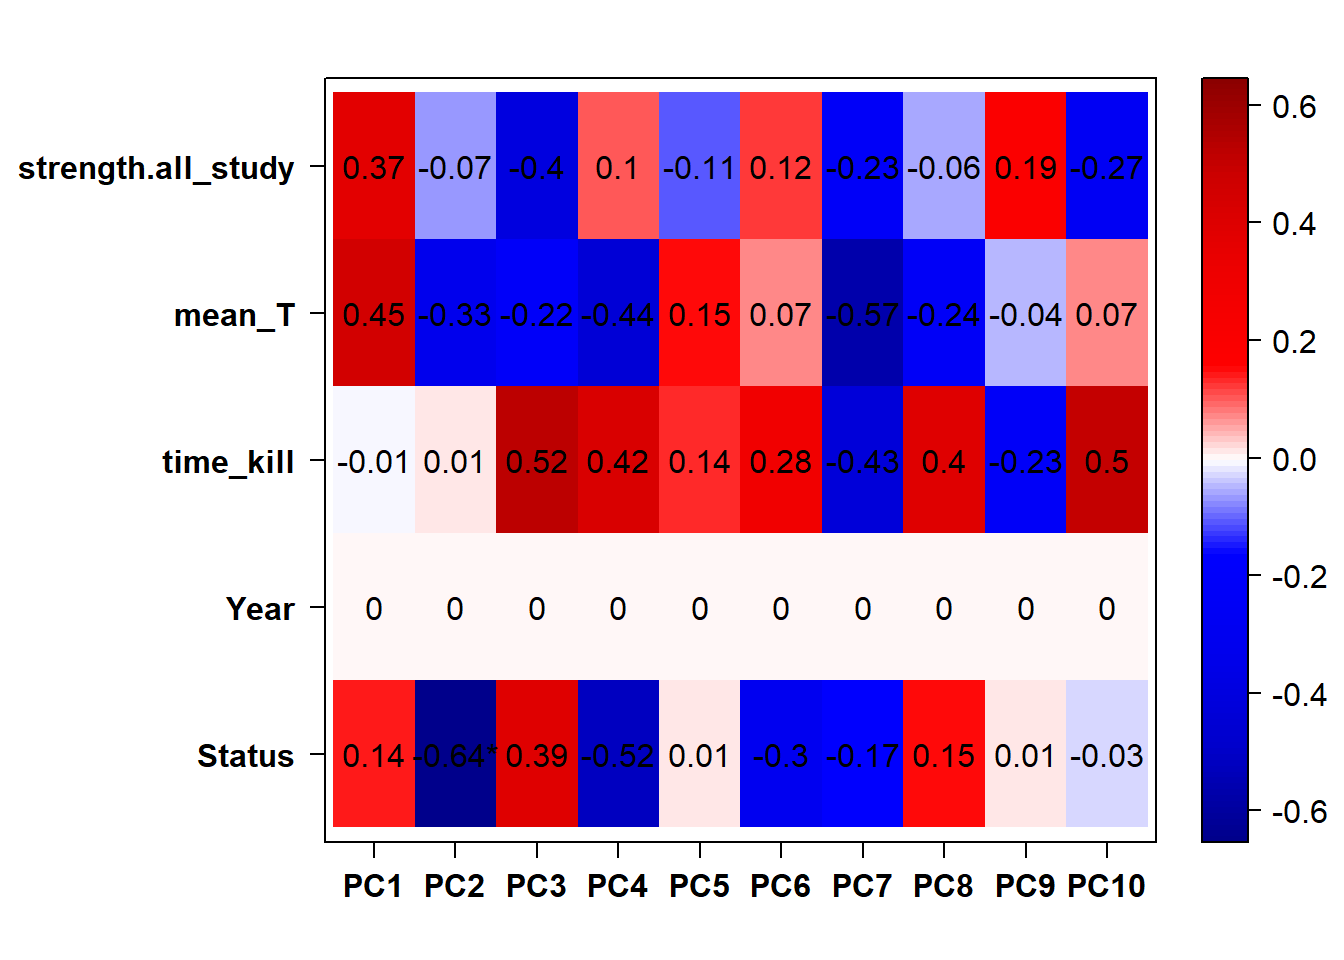 strength.all_study 0.37 -0.07 -0.4 0.1 -0.11 0.12 -0.23 -0.06 0.19 -0.27
mean_T 0.45 -0.33 -0.22 -0.44 0.15 0.07 -0.57 -0.24 -0.04 0.07
time_kill -0.01 0.01 0.52 0.42 0.14 0.28 -0.43 0.4 -0.23 0.5
Year 0 0 0 0 0 0 0 0 0 0
Status 0.14 -0.64* 0.39 -0.52 0.01 -0.3 -0.17 0.15 0.01 -0.03
PC1 PC2 PC3 PC4 PC5 PC6 PC7 PC8 PC9 PC10
0.6
0.4
0.2
0.0
-0.2
-0.4
-0.6